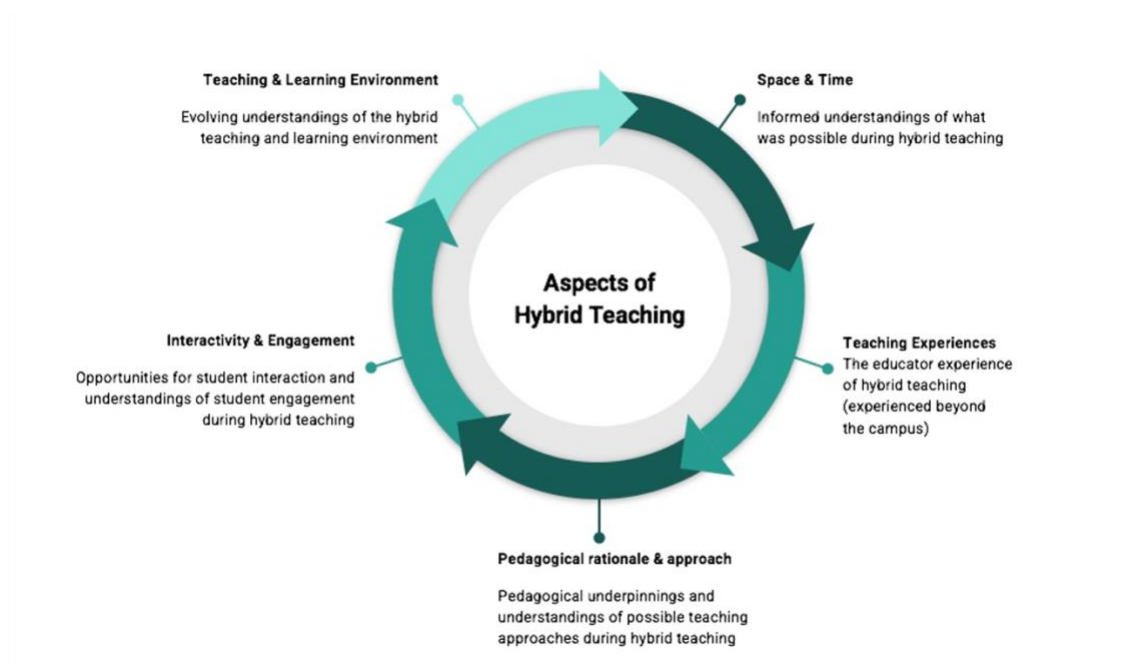 Teaching & Learning Environment
Evolving understandings of the hybrid
teaching and learning environment
Space & Time
Informed understandings of what
was possible during hybrid teaching
Aspects of
Hybrid Teaching
Interactivity & Engagement
Opportunities for student interaction and
understandings of student engagement
during hybrid teaching
Teaching Experiences
The educator experience
of hybrid teaching
(experienced beyond
the campus)
Pedagogical rationale & approach
Pedagogical underpinnings and
understandings of possible teaching
approaches during hybrid teaching